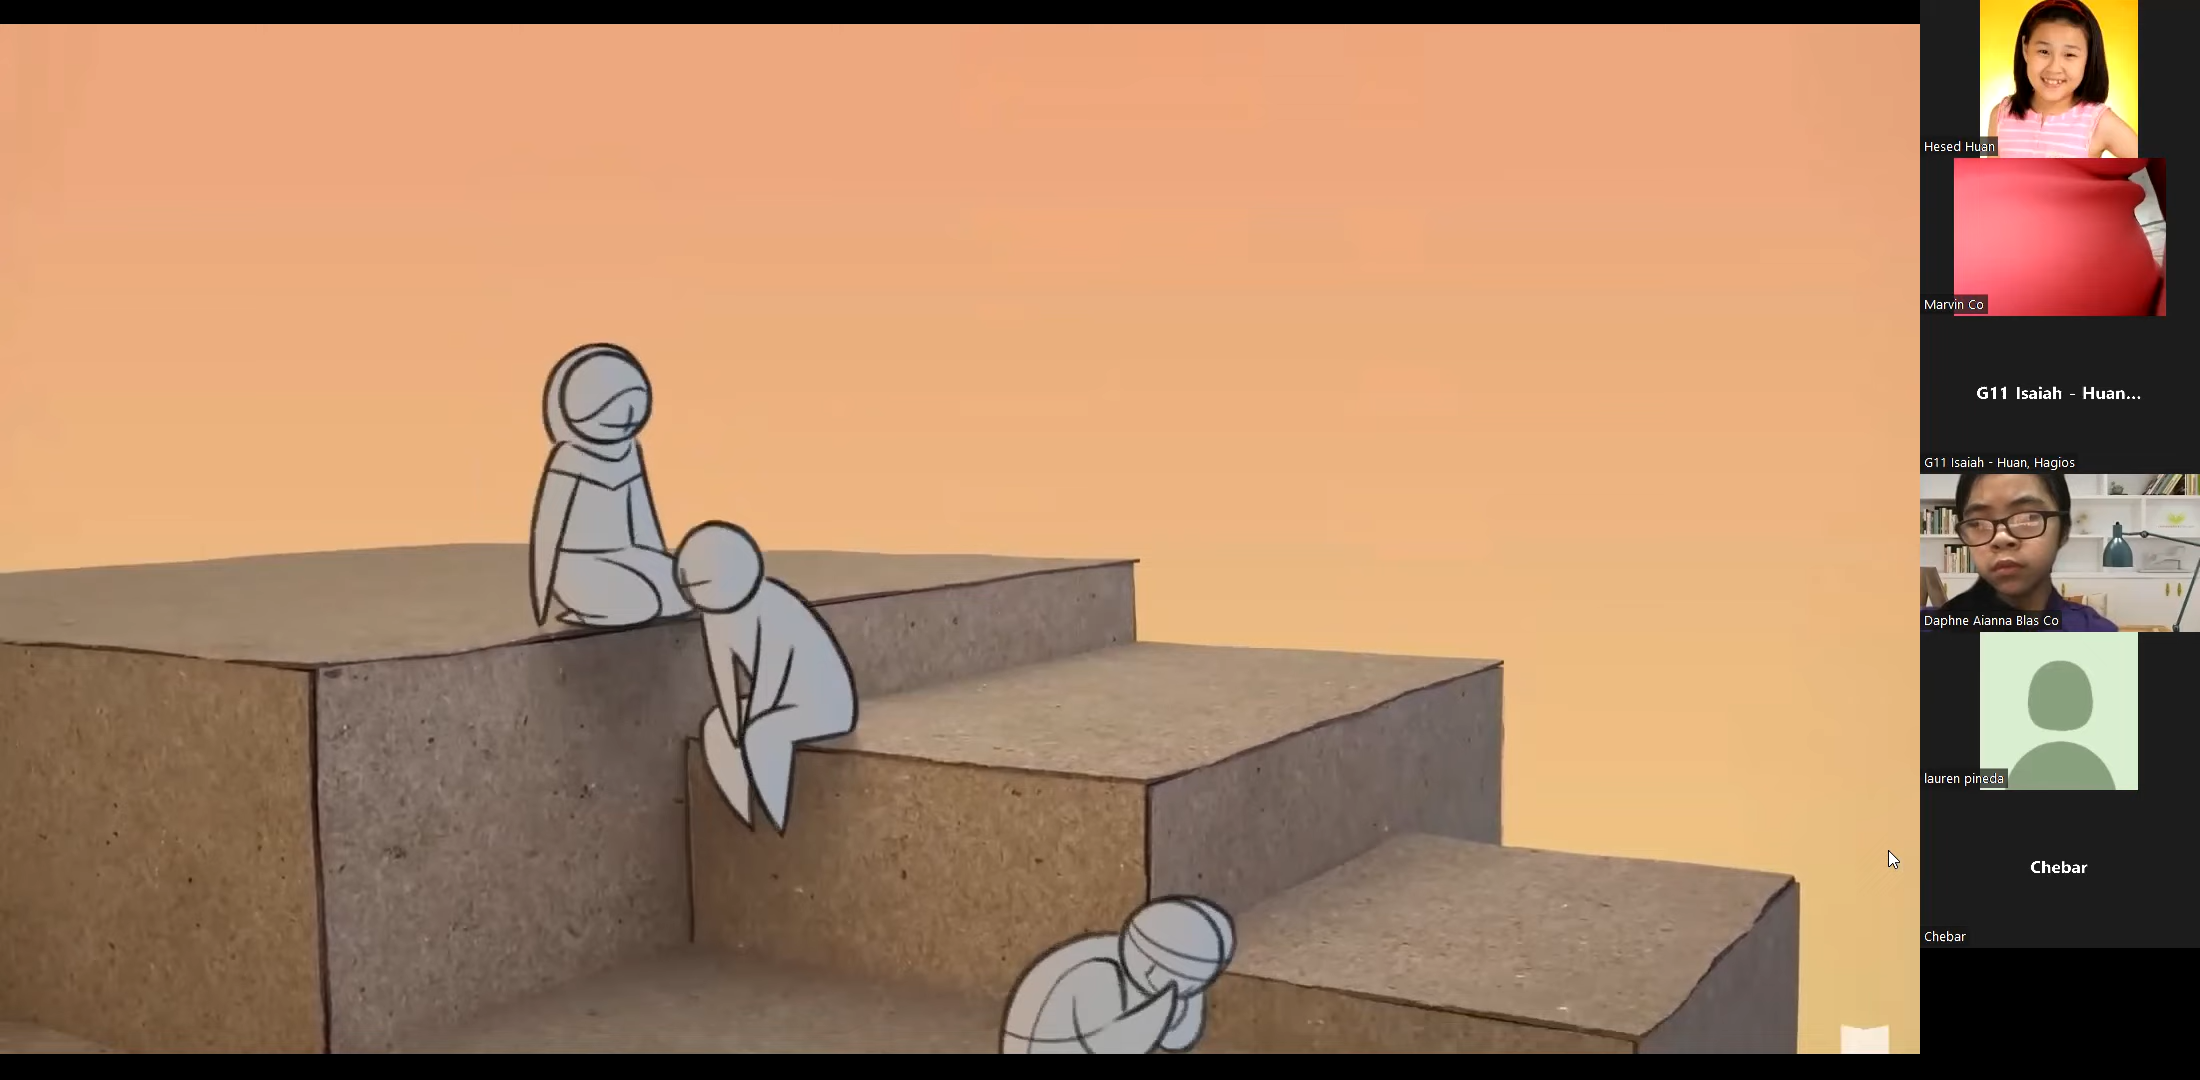 Hesed Huan
Marvin Co
G11 Isaiah - Huan...
G11 Isaiah - Huan, Hagios
Daphne Aianna Blas Co
lauren pineda
Chebar
Chebar